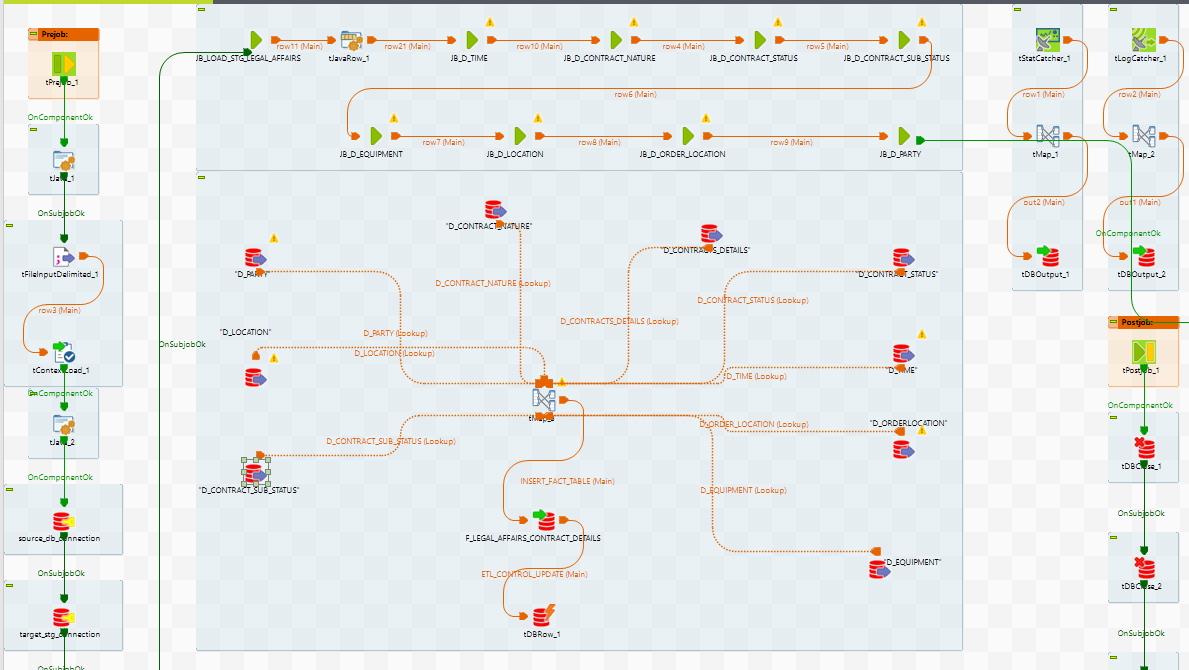 Prejob:
tPrejob_1
OnComponentOk
tJava_1
OnSubjobOk
tFileInputDelimited_1
row3 (Main)
tContextLoad_1
OnComponentOk
tJava_2
OnComponentOk
source_db_connection
OnSubjobOk
target_stg_connection
OnSubjobOk
OnSubjobOk
JB_LOAD_STG_LEGAL_AFFAIRS
row11 (Main)
tJavaRow_1
row21 (Main)
JB_D_TIME
row10 (Main)
JB_D_CONTRACT_NATURE
row4 (Main)
JB_D_CONTRACT_STATUS
row5 (Main)
JB_D_CONTRACT_SUB_STATUS
row6 (Main)
JB_D_EQUIPMENT
row7 (Main)
JB_D_LOCATION
row8 (Main)
JB_D_ORDER_LOCATION
row9 (Main)
JB_D_PARTY
"D_CONTRACT_NATURE"
"D_CONTRACTS_DETAILS"
"D_PARTY"
"D_CONTRACT_STATUS"
D_CONTRACT_NATURE (Lookup)
D_CONTRACT_STATUS (Lookup)
D_CONTRACTS_DETAILS (Lookup)
"D_LOCATION"
D_PARTY (Lookup)
D_LOCATION (Lookup)
"D_TIME"
D_TIME (Lookup)
D_ORDER_LOCATION (Lookup)
"D_ORDERLOCATION"
D_CONTRACT_SUB_STATUS (Lookup)
"D_CONTRACT_SUB_STATUS"
INSERT_FACT_TABLE (Main)
D_EQUIPMENT (Lookup)
F_LEGAL_AFFAIRS_CONTRACT_DETAILS
"D_EQUIPMENT"
ETL_CONTROL_UPDATE (Main)
tDBRow_1
tStatCatcher_1
row1 (Main)
tMap_1
out2 (Main)
tDBOutput_1
tLogCatcher_1
row2 (Main)
tMap_2
out1 (Main)
OnComponentOk
tDBOutput_2
Postjob:
tPostjob_1
OnComponentOk
tDBClose_1
OnSubjobOk
tDBClose_2
OnSubjobOk